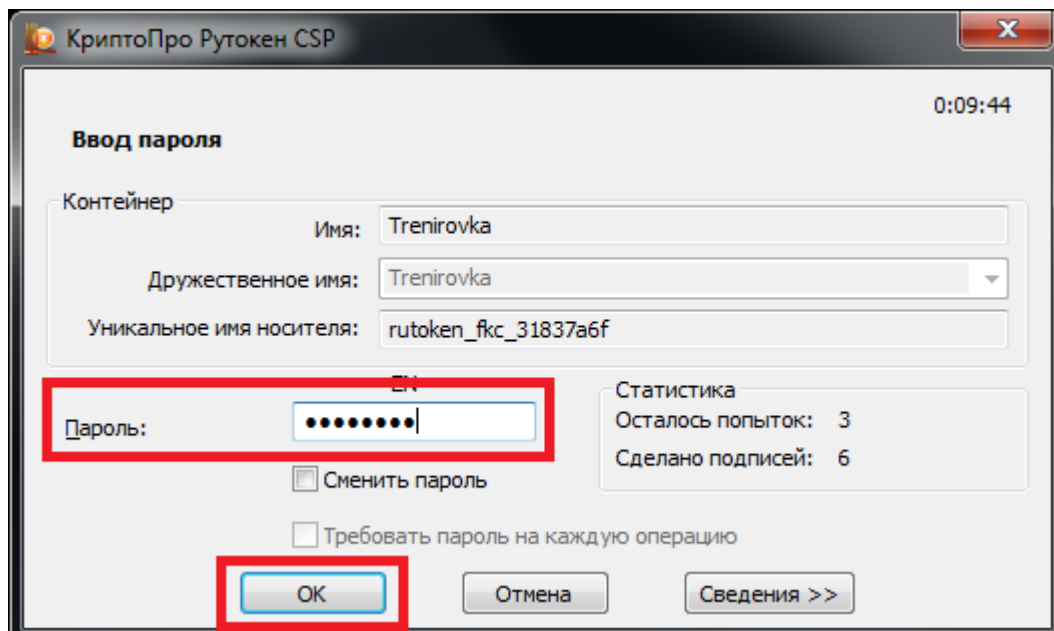 КриптоПро Рутокен CSP
0:09:44
Ввод пароля
Контейнер
Имя: Trenirovka
Дружественное имя: Trenirovka
Уникальное имя носителя: rutoken_fkc_31837a6f
EN
Статистика
Пароль: ●●●●●●●●
Осталось попыток: 3
Сделано подписей: 6
Сменить пароль
Требовать пароль на каждую операцию
OK Отмена Сведения >>